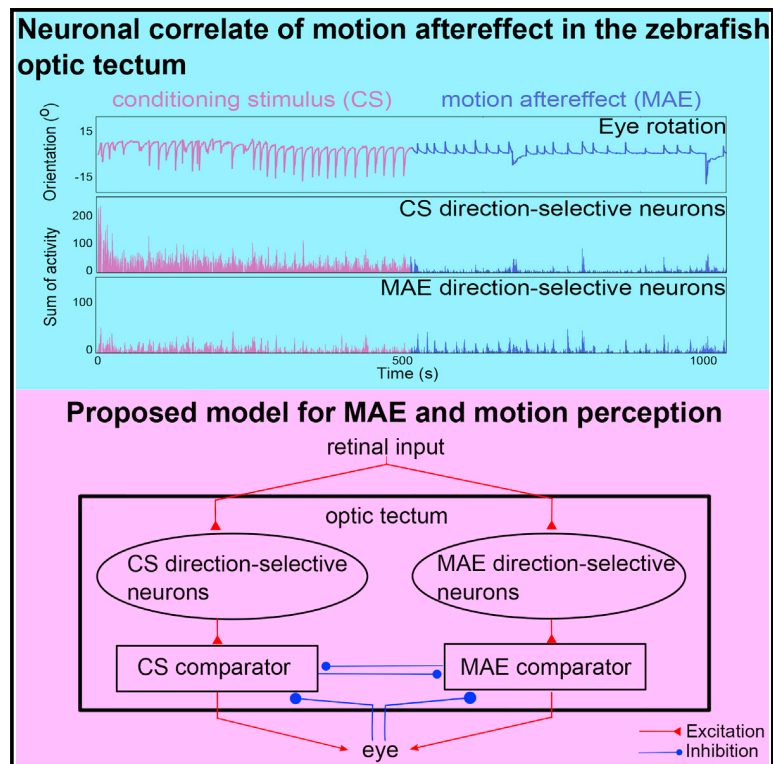 Neuronal correlate of motion aftereffect in the zebrafish
optic tectum
conditioning stimulus (CS) motion aftereffect (MAE)
Orientation (º)
15
-15
Eye rotation
Sum of activity
200
100
0
CS direction-selective neurons
100
0
MAE direction-selective neurons
0 500 1000
Time (s)
Proposed model for MAE and motion perception
retinal input
optic tectum
CS direction-selective
neurons
MAE direction-selective
neurons
CS comparator
MAE comparator
eye
Excitation
Inhibition